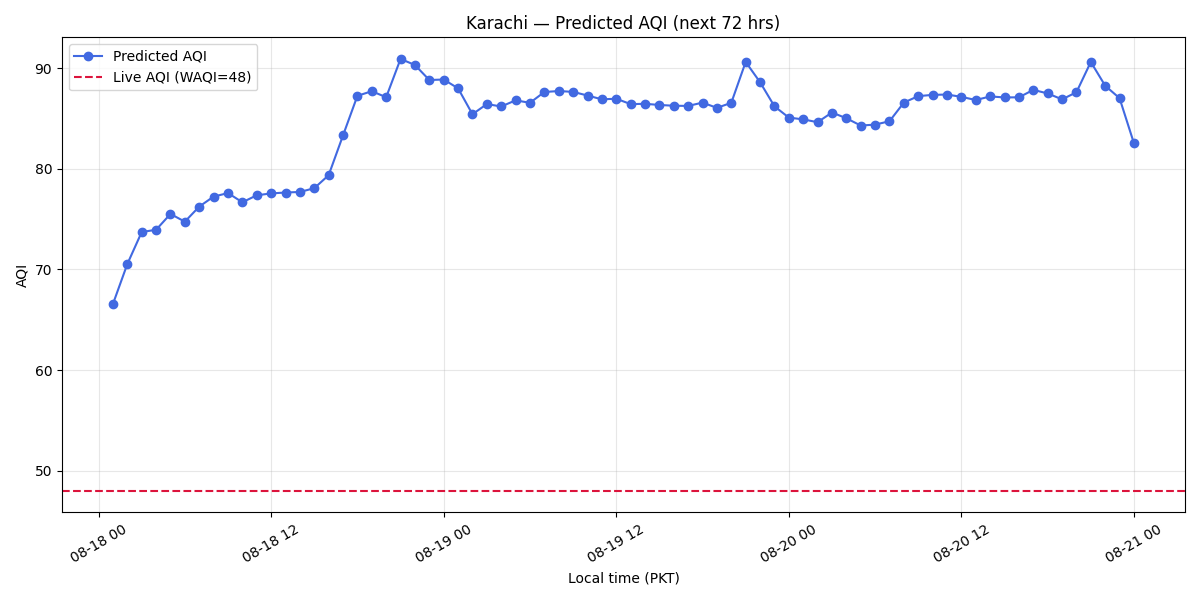 Karachi — Predicted AQI (next 72 hrs)
Predicted AQI
Live AQI (WAQI=48)
90
80
70
60
50
AQI
08-18 00
08-18 12
08-19 00
08-19 12
08-20 00
08-20 12
08-21 00
Local time (PKT)